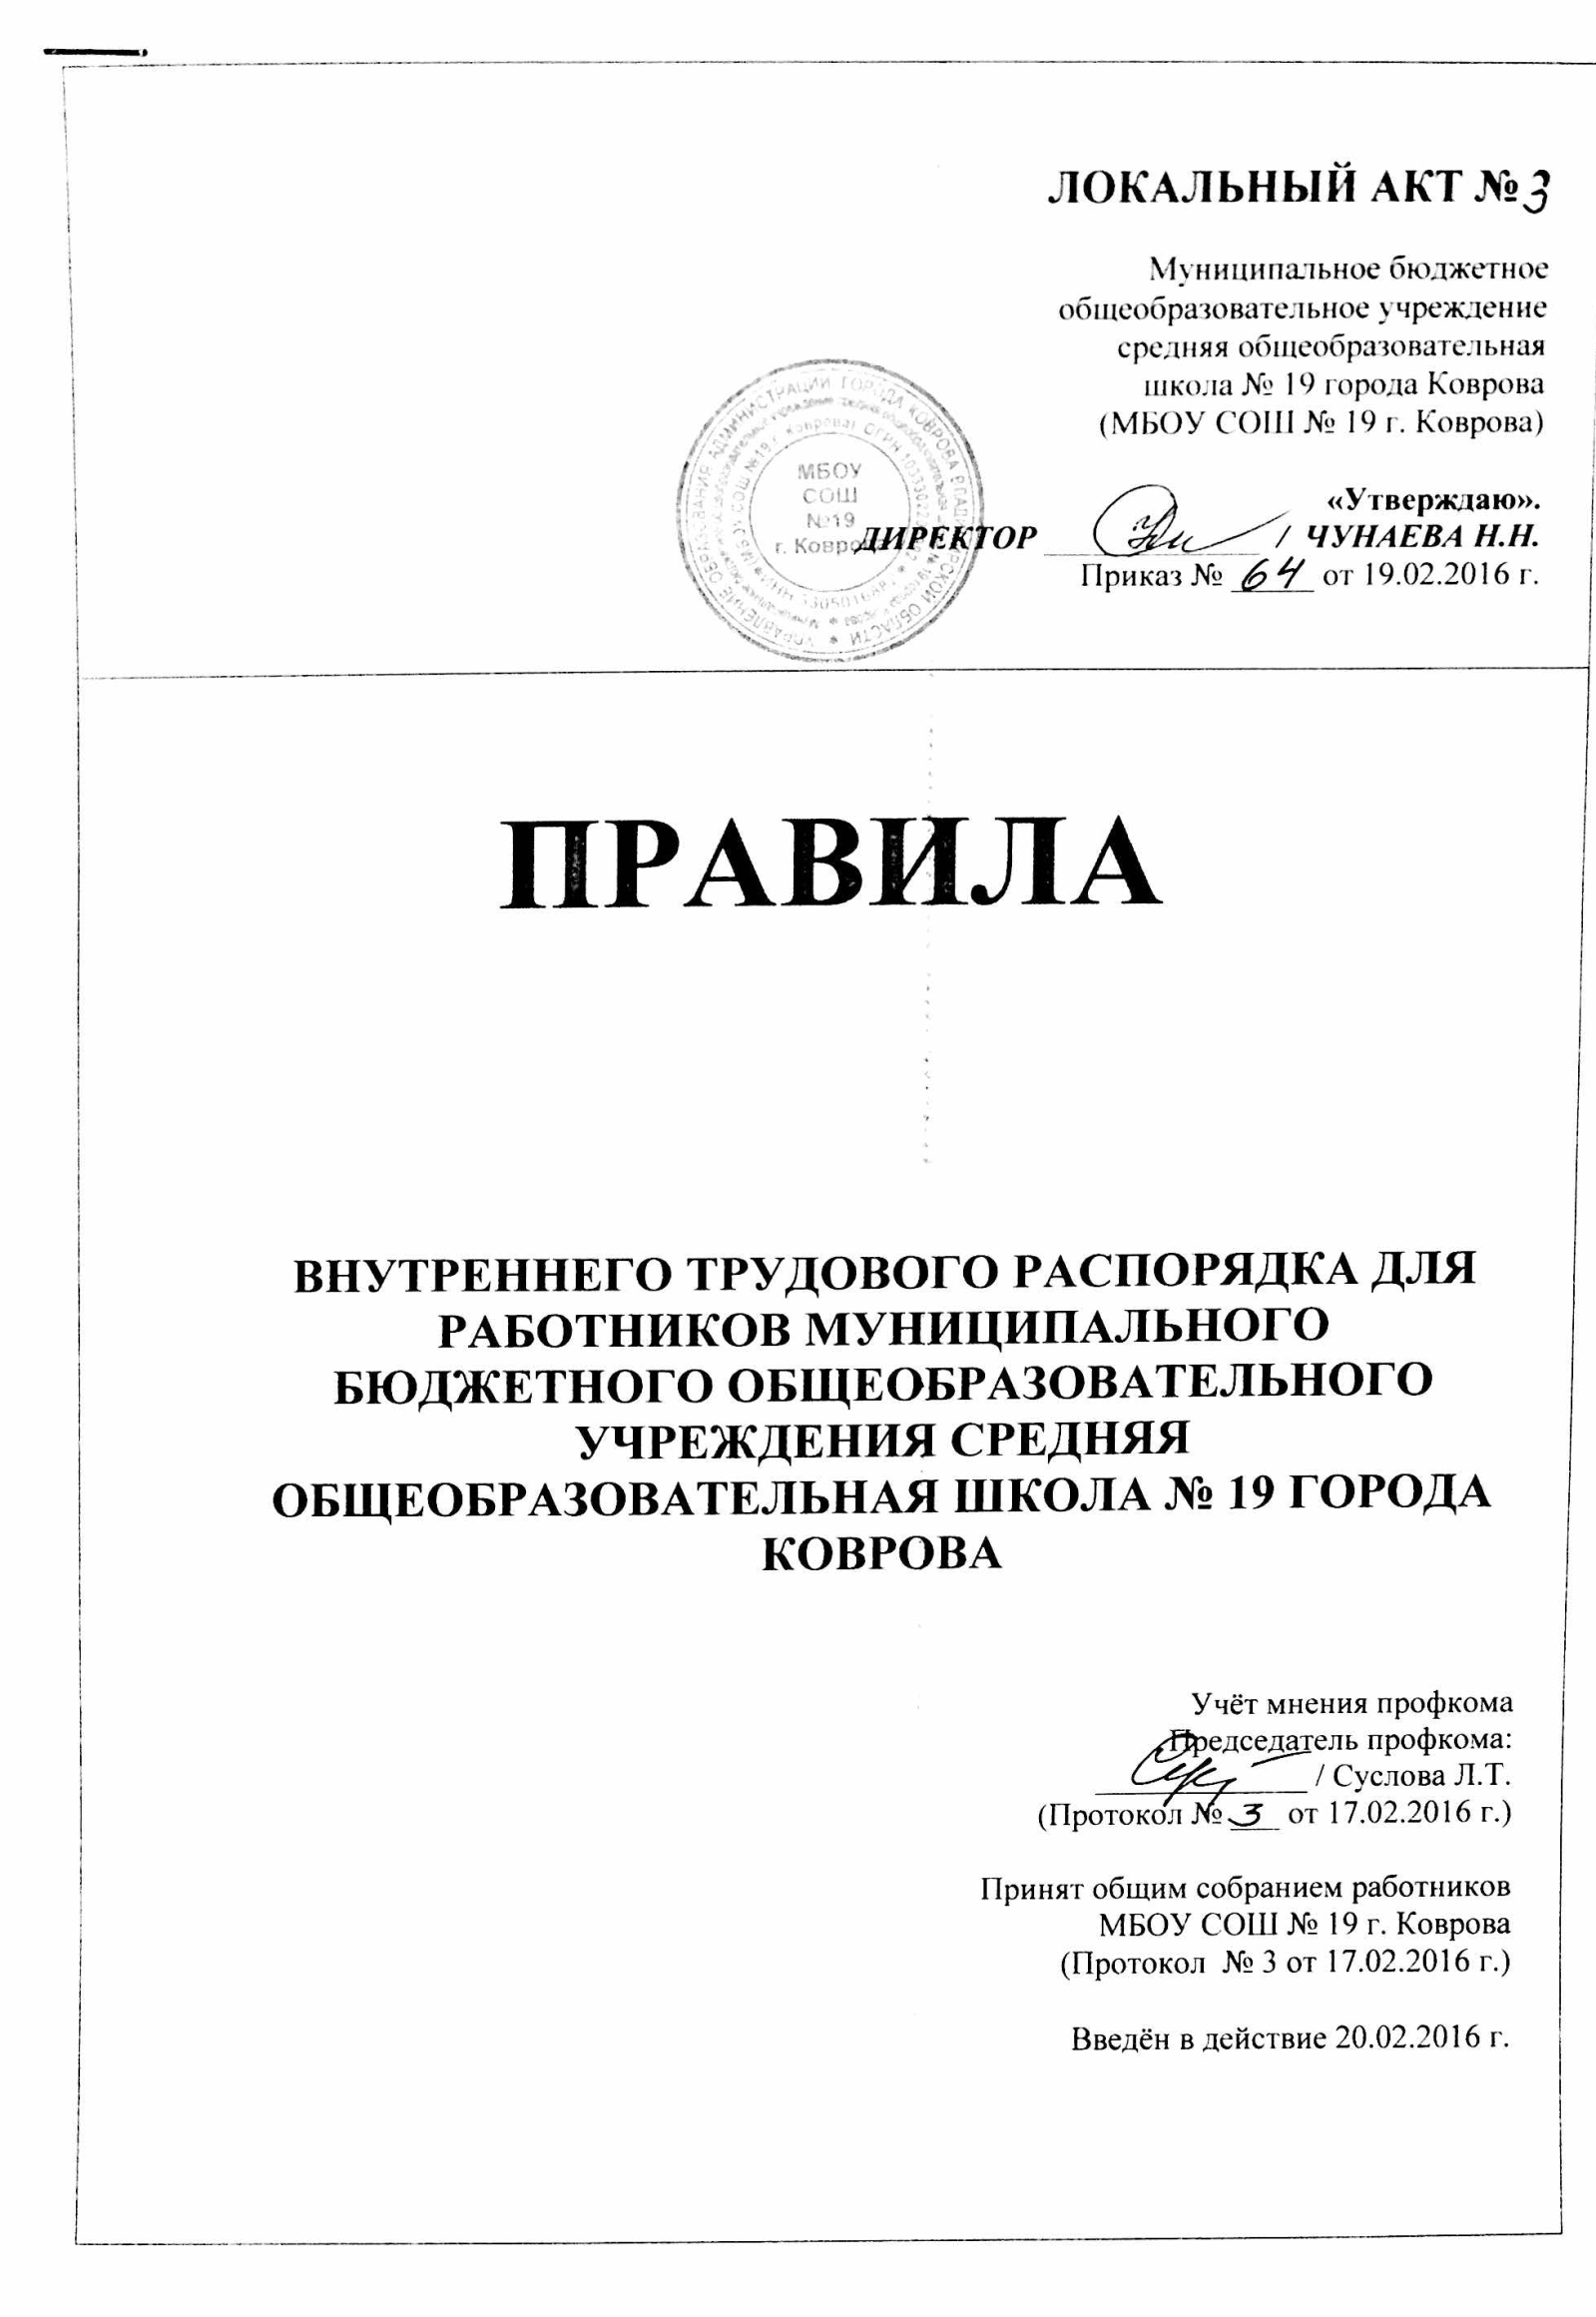 ЛОКАЛЬНЫЙ АКТ №3
Муниципальное бюджетное
общеобразовательное учреждение
средняя общеобразовательная
школа № 19 города Коврова
(МБОУ СОШ № 19 г. Коврова)
МБОУ
СОШ
№19
г. Коврова
«Утверждаю».
ДИРЕКТОР / ЧУНАЕВА Н.Н.
Приказ № 64 от 19.02.2016 г.
ПРАВИЛА
ВНУТРЕННЕГО ТРУДОВОГО РАСПОРЯДКА ДЛЯ
РАБОТНИКОВ МУНИЦИПАЛЬНОГО
БЮДЖЕТНОГО ОБЩЕОБРАЗОВАТЕЛЬНОГО
УЧРЕЖДЕНИЯ СРЕДНЯЯ
ОБЩЕОБРАЗОВАТЕЛЬНАЯ ШКОЛА № 19 ГОРОДА
КОВРОВА
Учёт мнения профкома
Председатель профкома:
/ Суслова Л.Т.
(Протокол № 3 от 17.02.2016 г.)
Принят общим собранием работников
МБОУ СОШ № 19 г. Коврова
(Протокол № 3 от 17.02.2016 г.)
Введён в действие 20.02.2016 г.